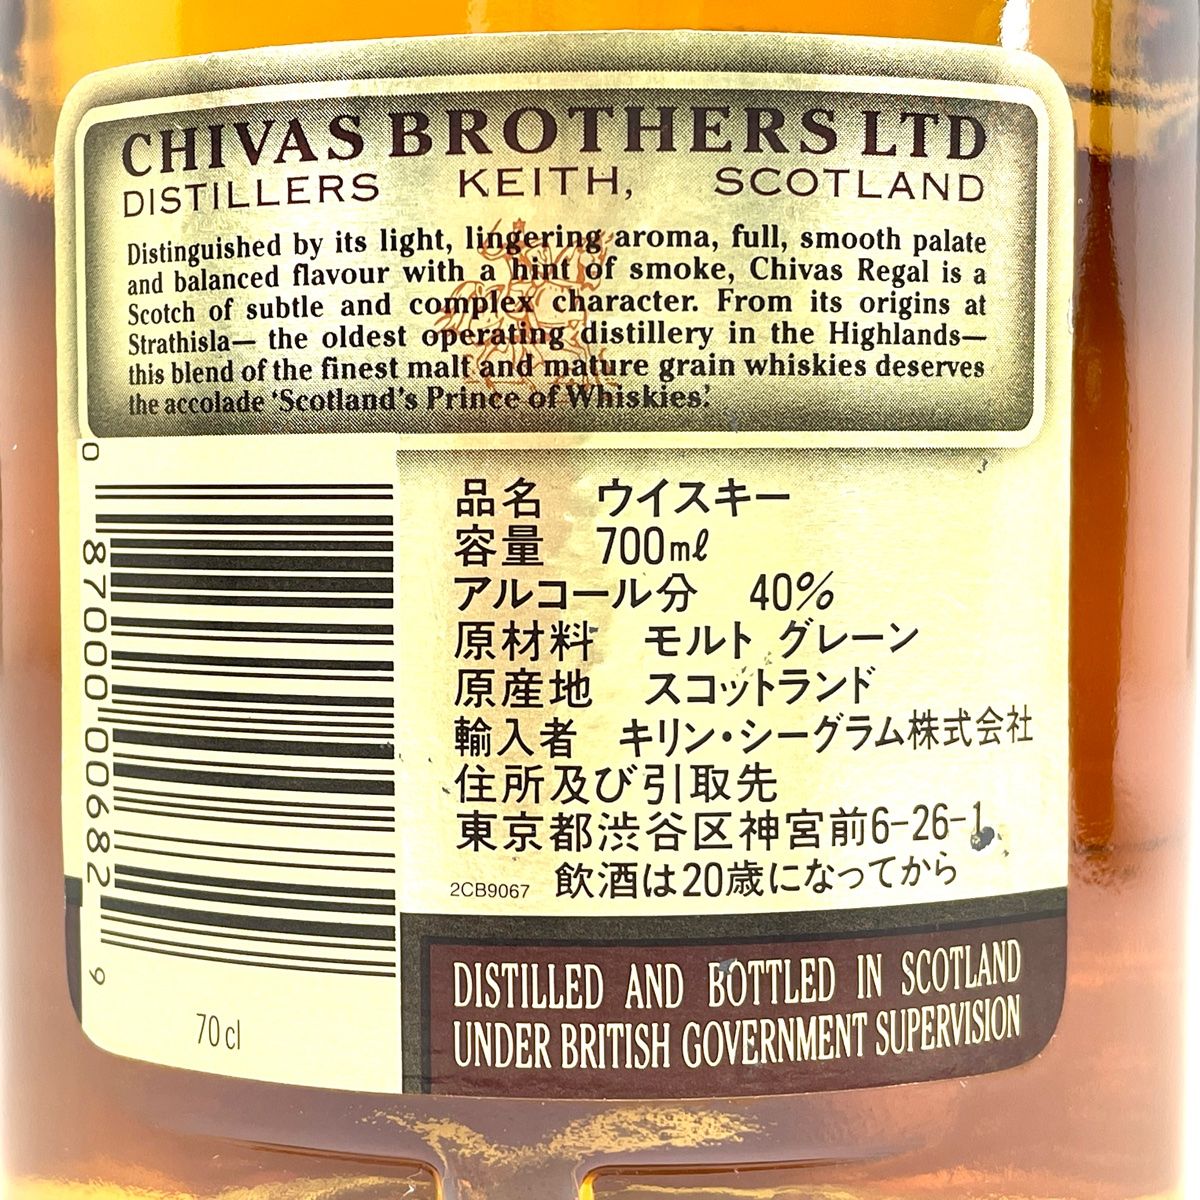 CHIVAS BROTHERS LTD
DISTILLERS KEITH, SCOTLAND
Distinguished by its light, lingering aroma, full, smooth palate
and balanced flavour with a hint of smoke, Chivas Regal is a
Scotch of subtle and complex character. From its origins at
Strathisla— the oldest operating distillery in the Highlands—
this blend of the finest malt and mature grain whiskies deserves
the accolade ‘Scotland’s Prince of Whiskies.’
0 87000 00682 9
70 cl
品名 ウイスキー
容量 700mℓ
アルコール分 40%
原材料 モルト グレーン
原産地 スコットランド
輸入者 キリン・シーグラム株式会社
住所及び引取先
東京都渋谷区神宮前6-26-1
2CB9067 飲酒は20歳になってから
DISTILLED AND BOTTLED IN SCOTLAND
UNDER BRITISH GOVERNMENT SUPERVISION